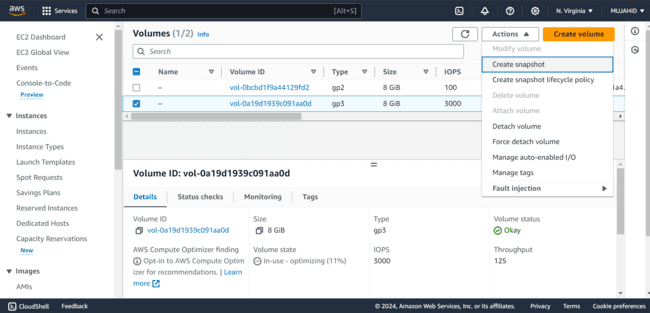 aws
Services
Search
[Alt+S]
N. Virginia
MUJAHID
EC2 Dashboard
EC2 Global View
Events
Console-to-Code
Preview
Instances
Instances
Instance Types
Launch Templates
Spot Requests
Savings Plans
Reserved Instances
Dedicated Hosts
Capacity Reservations
New
Images
AMIs
Volumes (1/2) Info
Actions
Create volume
Search
Name Volume ID Type Size IOPS
– vol-0bcbd1f9a44129fd2 gp2 8 GiB 100
– vol-0a19d1939c091aa0d gp3 8 GiB 3000
Modify volume
Create snapshot
Create snapshot lifecycle policy
Delete volume
Attach volume
Detach volume
Force detach volume
Manage auto-enabled I/O
Manage tags
Fault injection
Volume ID: vol-0a19d1939c091aa0d
Details Status checks Monitoring Tags
Volume ID Size Type Volume status
vol-0a19d1939c091aa0d 8 GiB gp3 Okay
AWS Compute Optimizer finding Volume state IOPS Throughput
Opt-in to AWS Compute Optim In-use - optimizing (11%) 3000 125
izer for recommendations. | Learn
more
CloudShell Feedback © 2024, Amazon Web Services, Inc. or its affiliates. Privacy Terms Cookie preferences